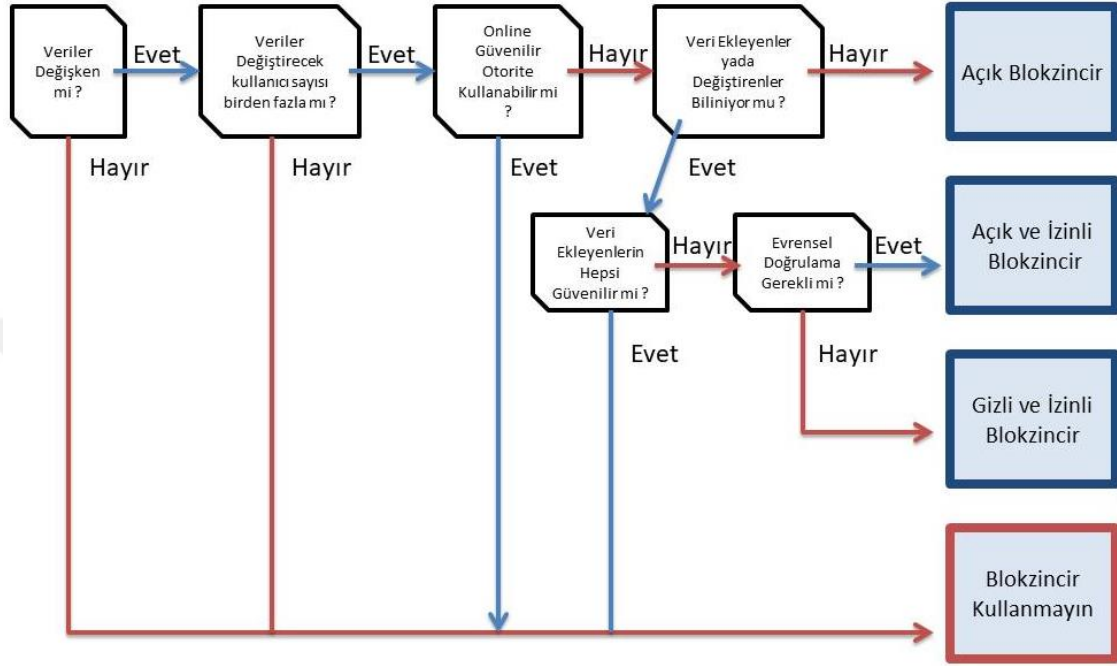 Veriler
Değişken
mi ?
Evet
Veriler
Değiştirecek
kullanıcı sayısı
birden fazla mı ?
Evet
Online
Güvenilir
Otorite
Kullanabilir mi
?
Hayır
Veri Ekleyenler
yada
Değiştirenler
Biliniyor mu ?
Hayır
Açık Blokzincir
Hayır
Hayır
Evet
Evet
Veri
Ekleyenlerin
Hepsi
Güvenilir mi ?
Hayır
Evrensel
Doğrulama
Gerekli mi ?
Evet
Açık ve İzinli
Blokzincir
Evet
Hayır
Gizli ve İzinli
Blokzincir
Blokzincir
Kullanmayın